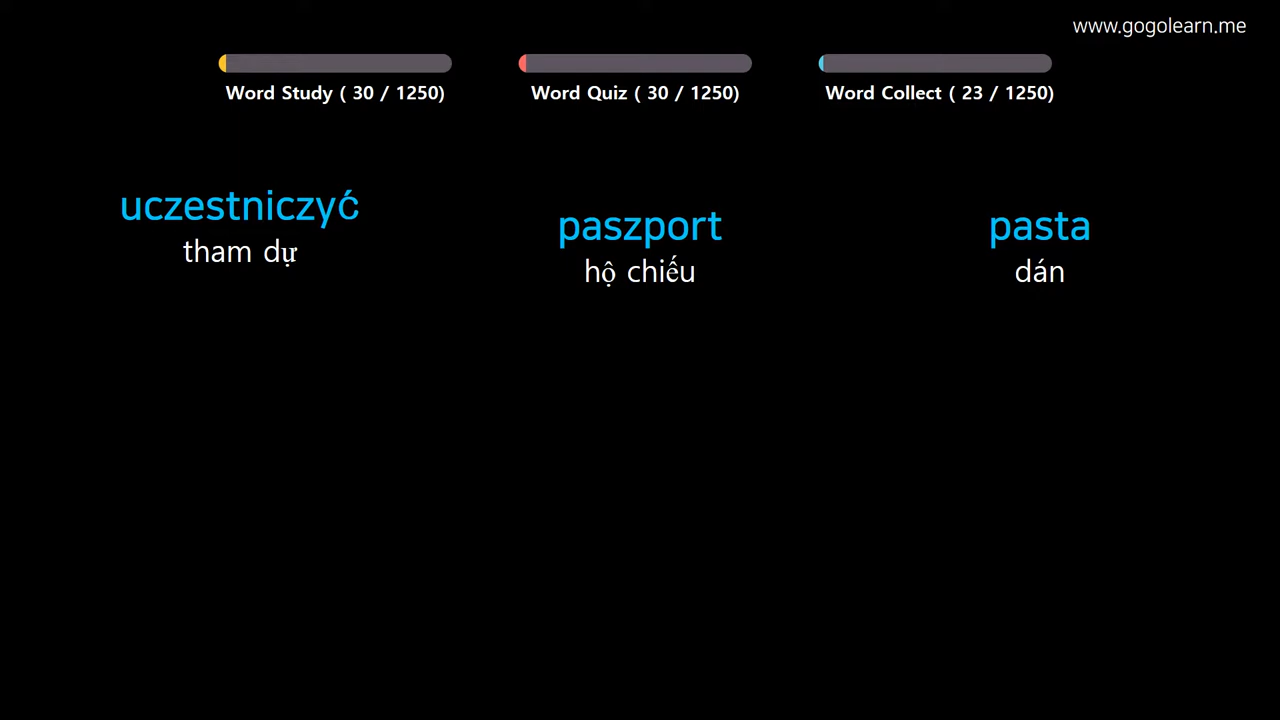 www.gogolearn.me
Word Study ( 30 / 1250)
Word Quiz ( 30 / 1250)
Word Collect ( 23 / 1250)
uczestniczyć
tham dự
paszport
hộ chiếu
pasta
dán